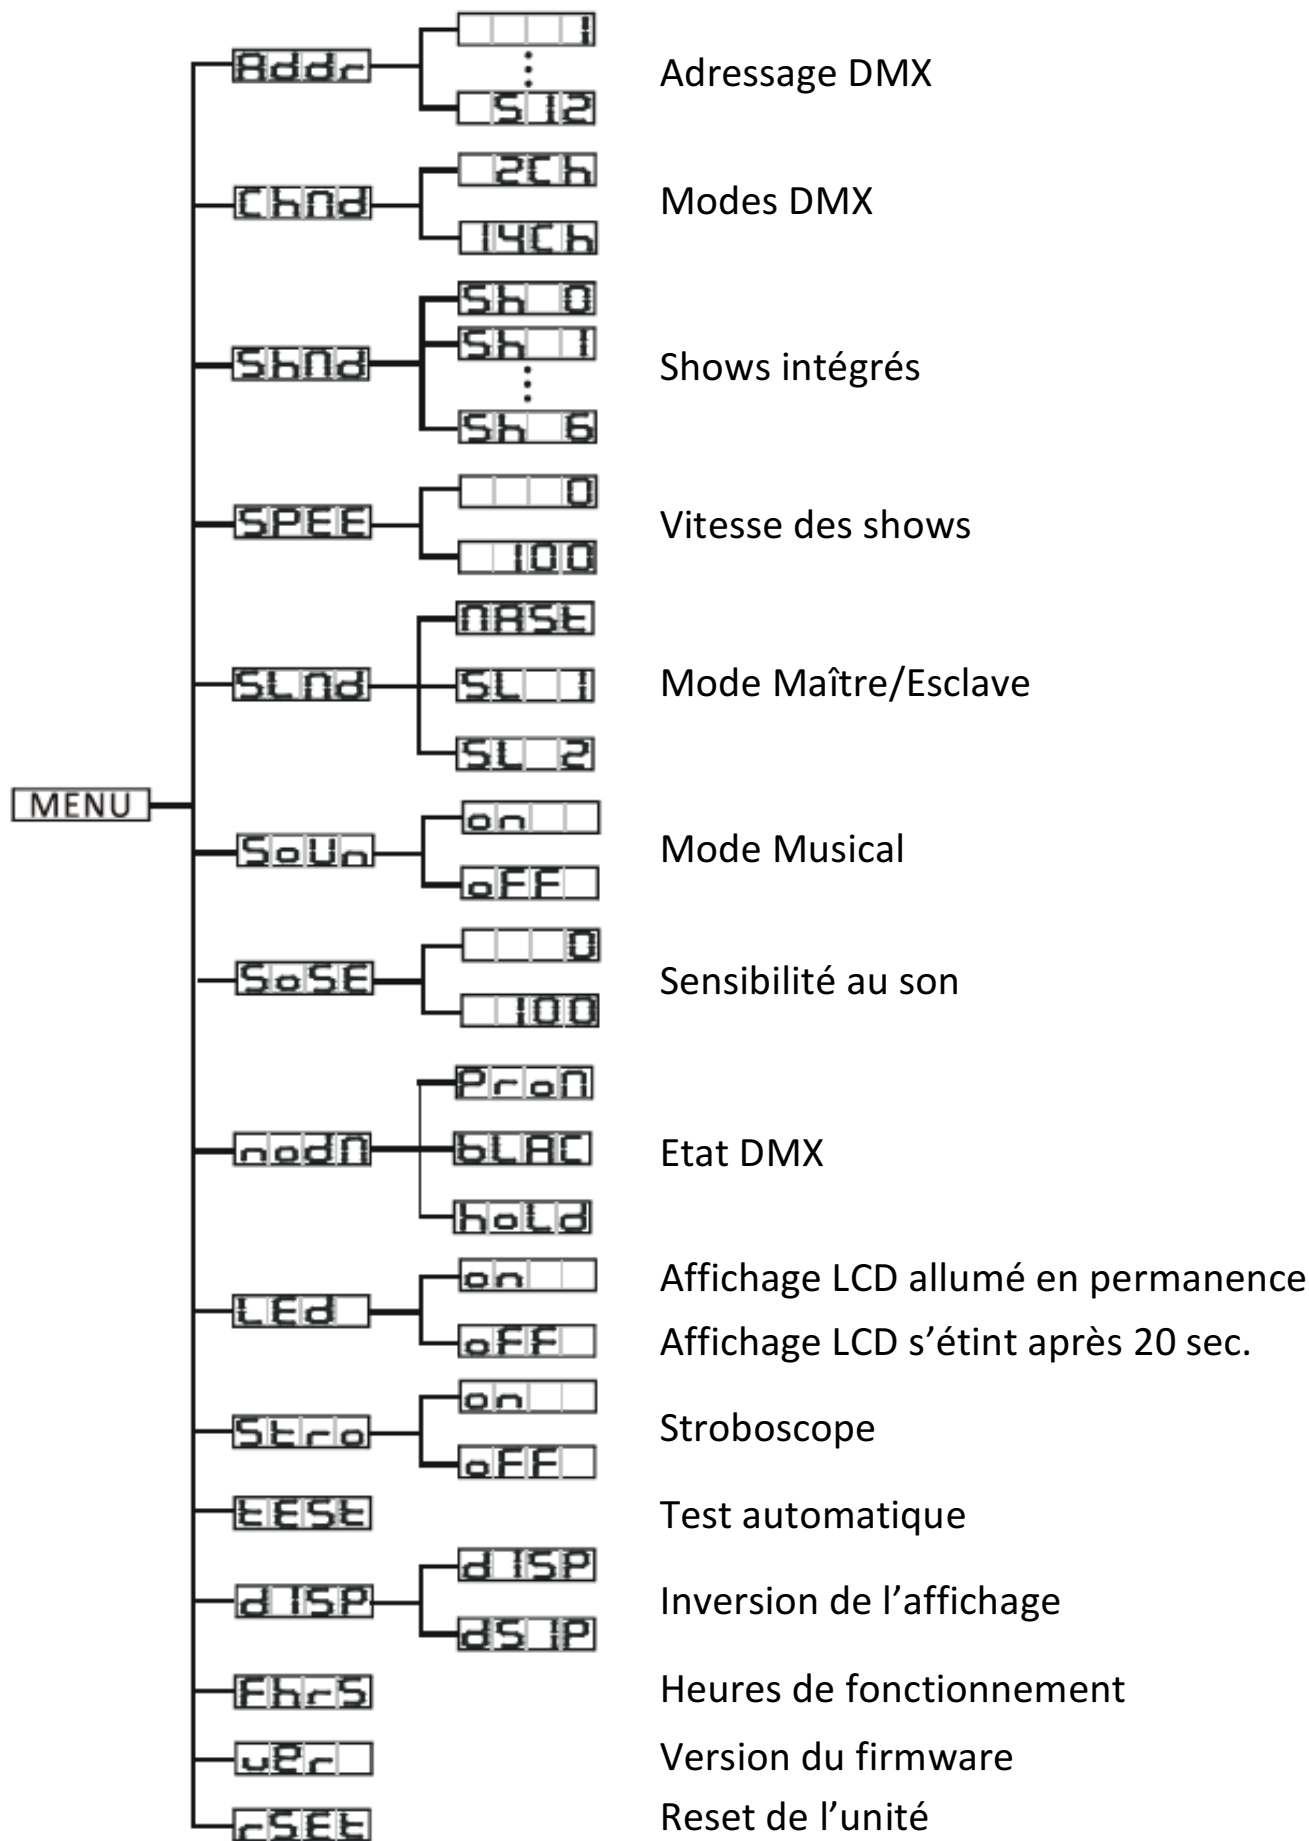 1
Addr
Adressage DMX
512
2Ch
ChNd
Modes DMX
14Ch
Sh 0
Sh 1
ShNd
Shows intégrés
Sh 6
0
SPEE
Vitesse des shows
100
NASt
SLNd
SL 1
Mode Maître/Esclave
SL 2
MENU
on
SoUn
Mode Musical
oFF
0
SoSE
Sensibilité au son
100
ProN
nodN
bLAC
Etat DMX
hoLd
on
Affichage LCD allumé en permanence
LEd
oFF
Affichage LCD s’étint après 20 sec.
on
Stro
Stroboscope
oFF
tESt
Test automatique
dISP
dISP
Inversion de l’affichage
dSIP
FhrS
Heures de fonctionnement
ver
Version du firmware
rSEt
Reset de l’unité